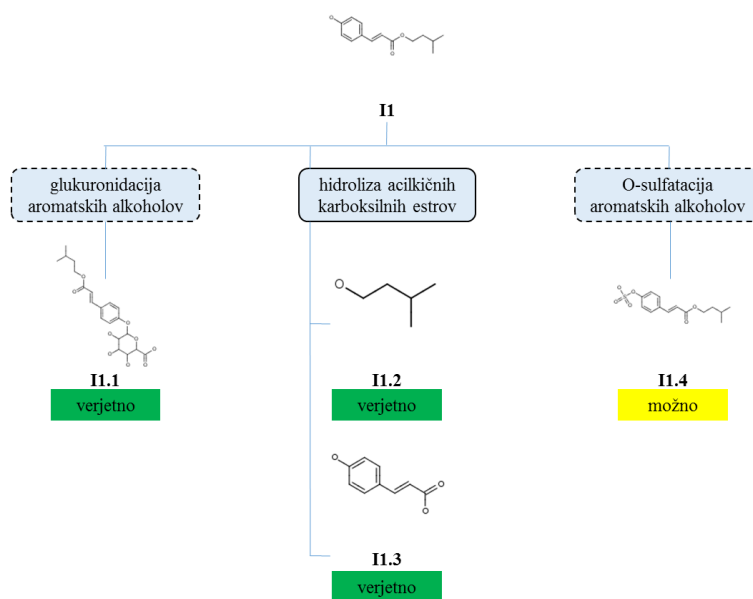 I1
glukuronidacija
aromatskih alkoholov
hidroliza acilkičnih
karboksilnih estrov
O-sulfatacija
aromatskih alkoholov
I1.1
verjetno
I1.2
verjetno
I1.4
možno
I1.3
verjetno